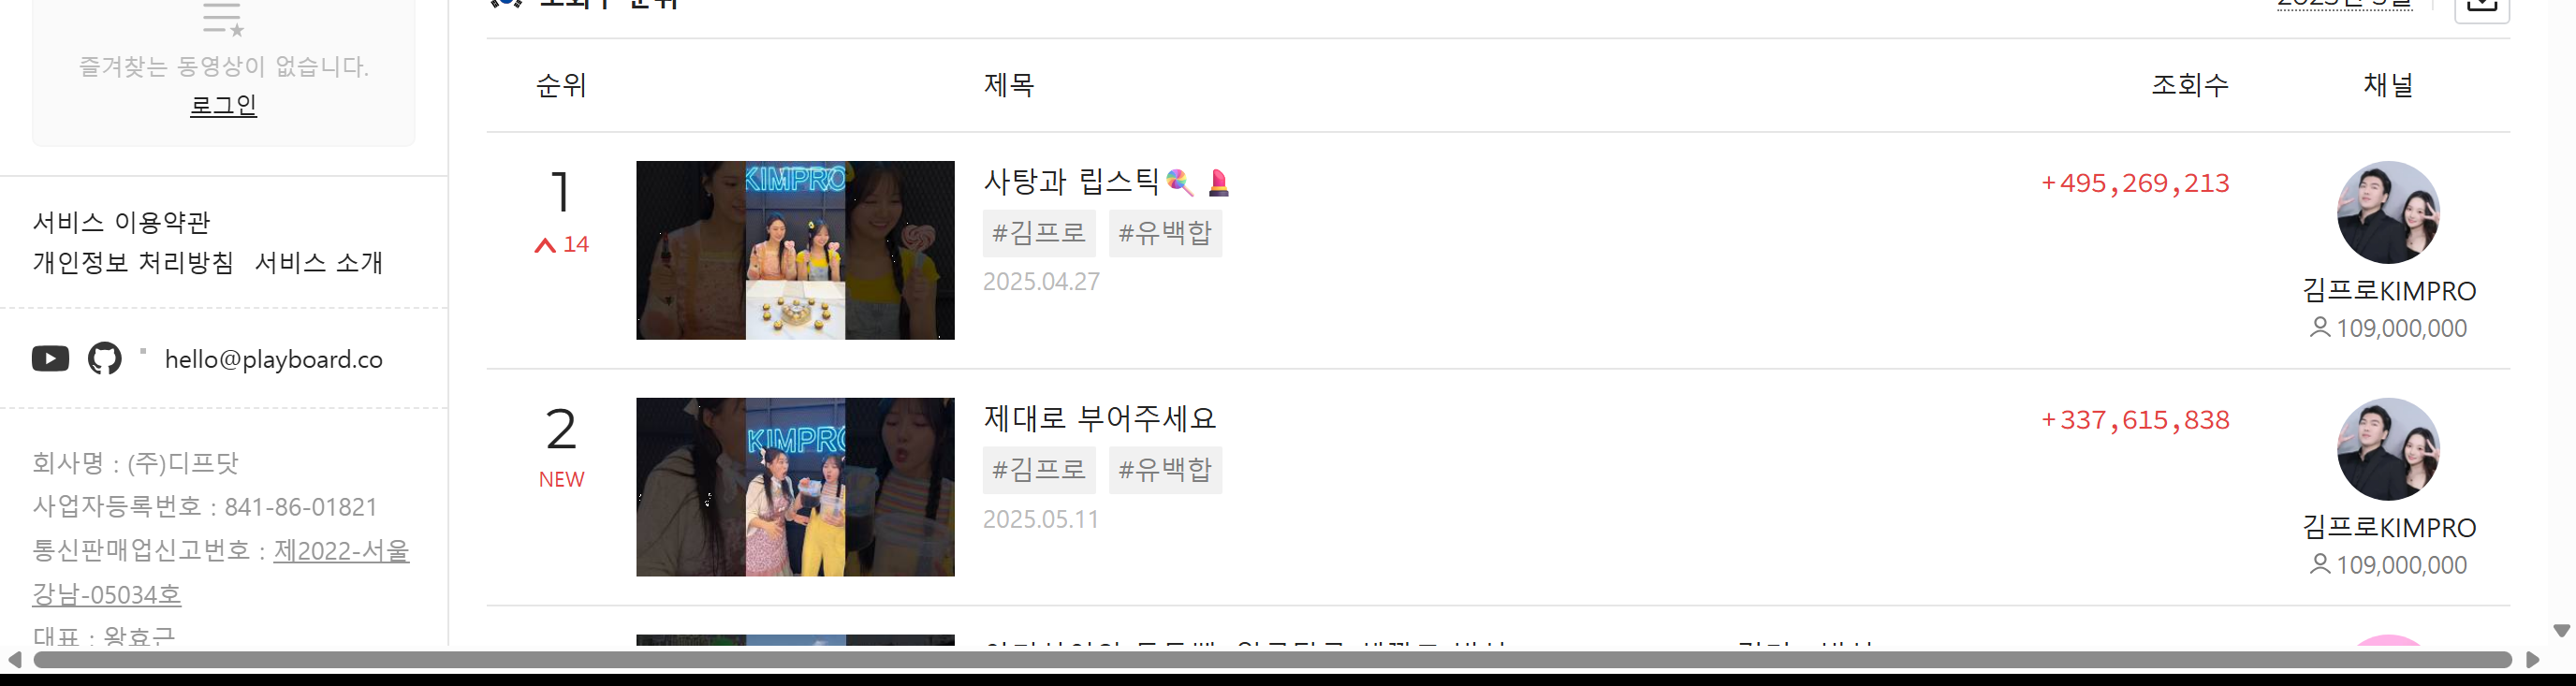 즐겨찾는 동영상이 없습니다.
로그인
서비스 이용약관
개인정보 처리방침 서비스 소개
hello@playboard.co
회사명 : (주)디프닷
사업자등록번호 : 841-86-01821
통신판매업신고번호 : 제2022-서울
강남-05034호
대표 : 왕효근
조회수 순위
순위 제목 조회수 채널
1
14
KIMPRO
사탕과 립스틱🍭 💄
#김프로 #유백합
2025.04.27
+495,269,213
김프로KIMPRO
109,000,000
2
NEW
KIMPRO
제대로 부어주세요
#김프로 #유백합
2025.05.11
+337,615,838
김프로KIMPRO
109,000,000